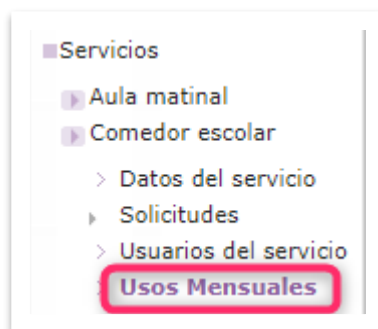 Servicios
Aula matinal
Comedor escolar
Datos del servicio
Solicitudes
Usuarios del servicio
Usos Mensuales